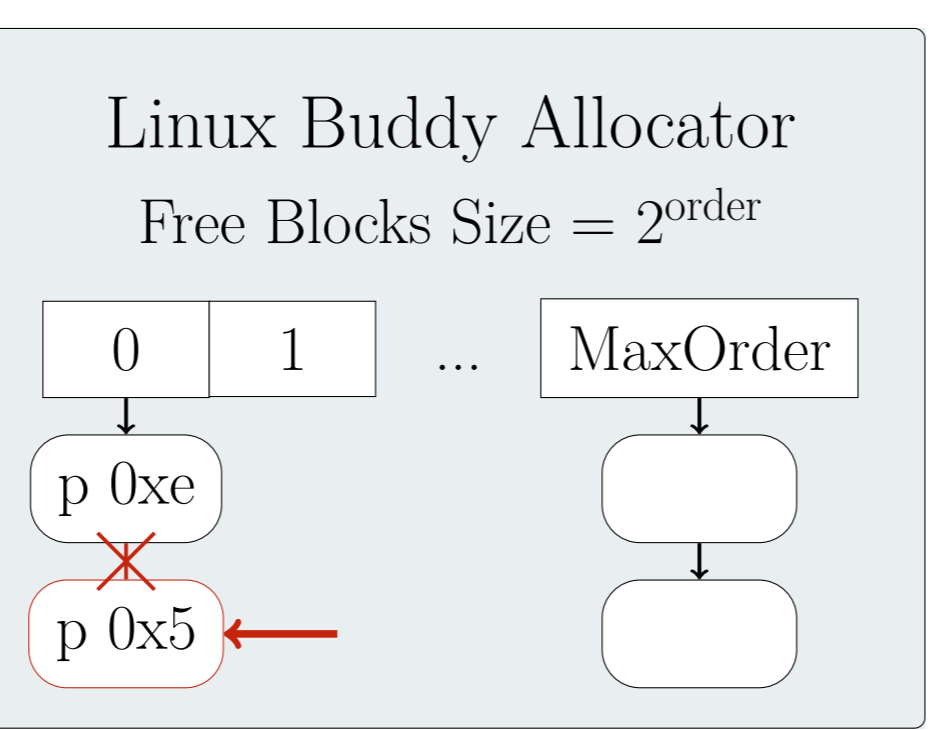 Linux Buddy Allocator
Free Blocks Size = 2^order
0 1 ... MaxOrder
p 0xe
p 0x5